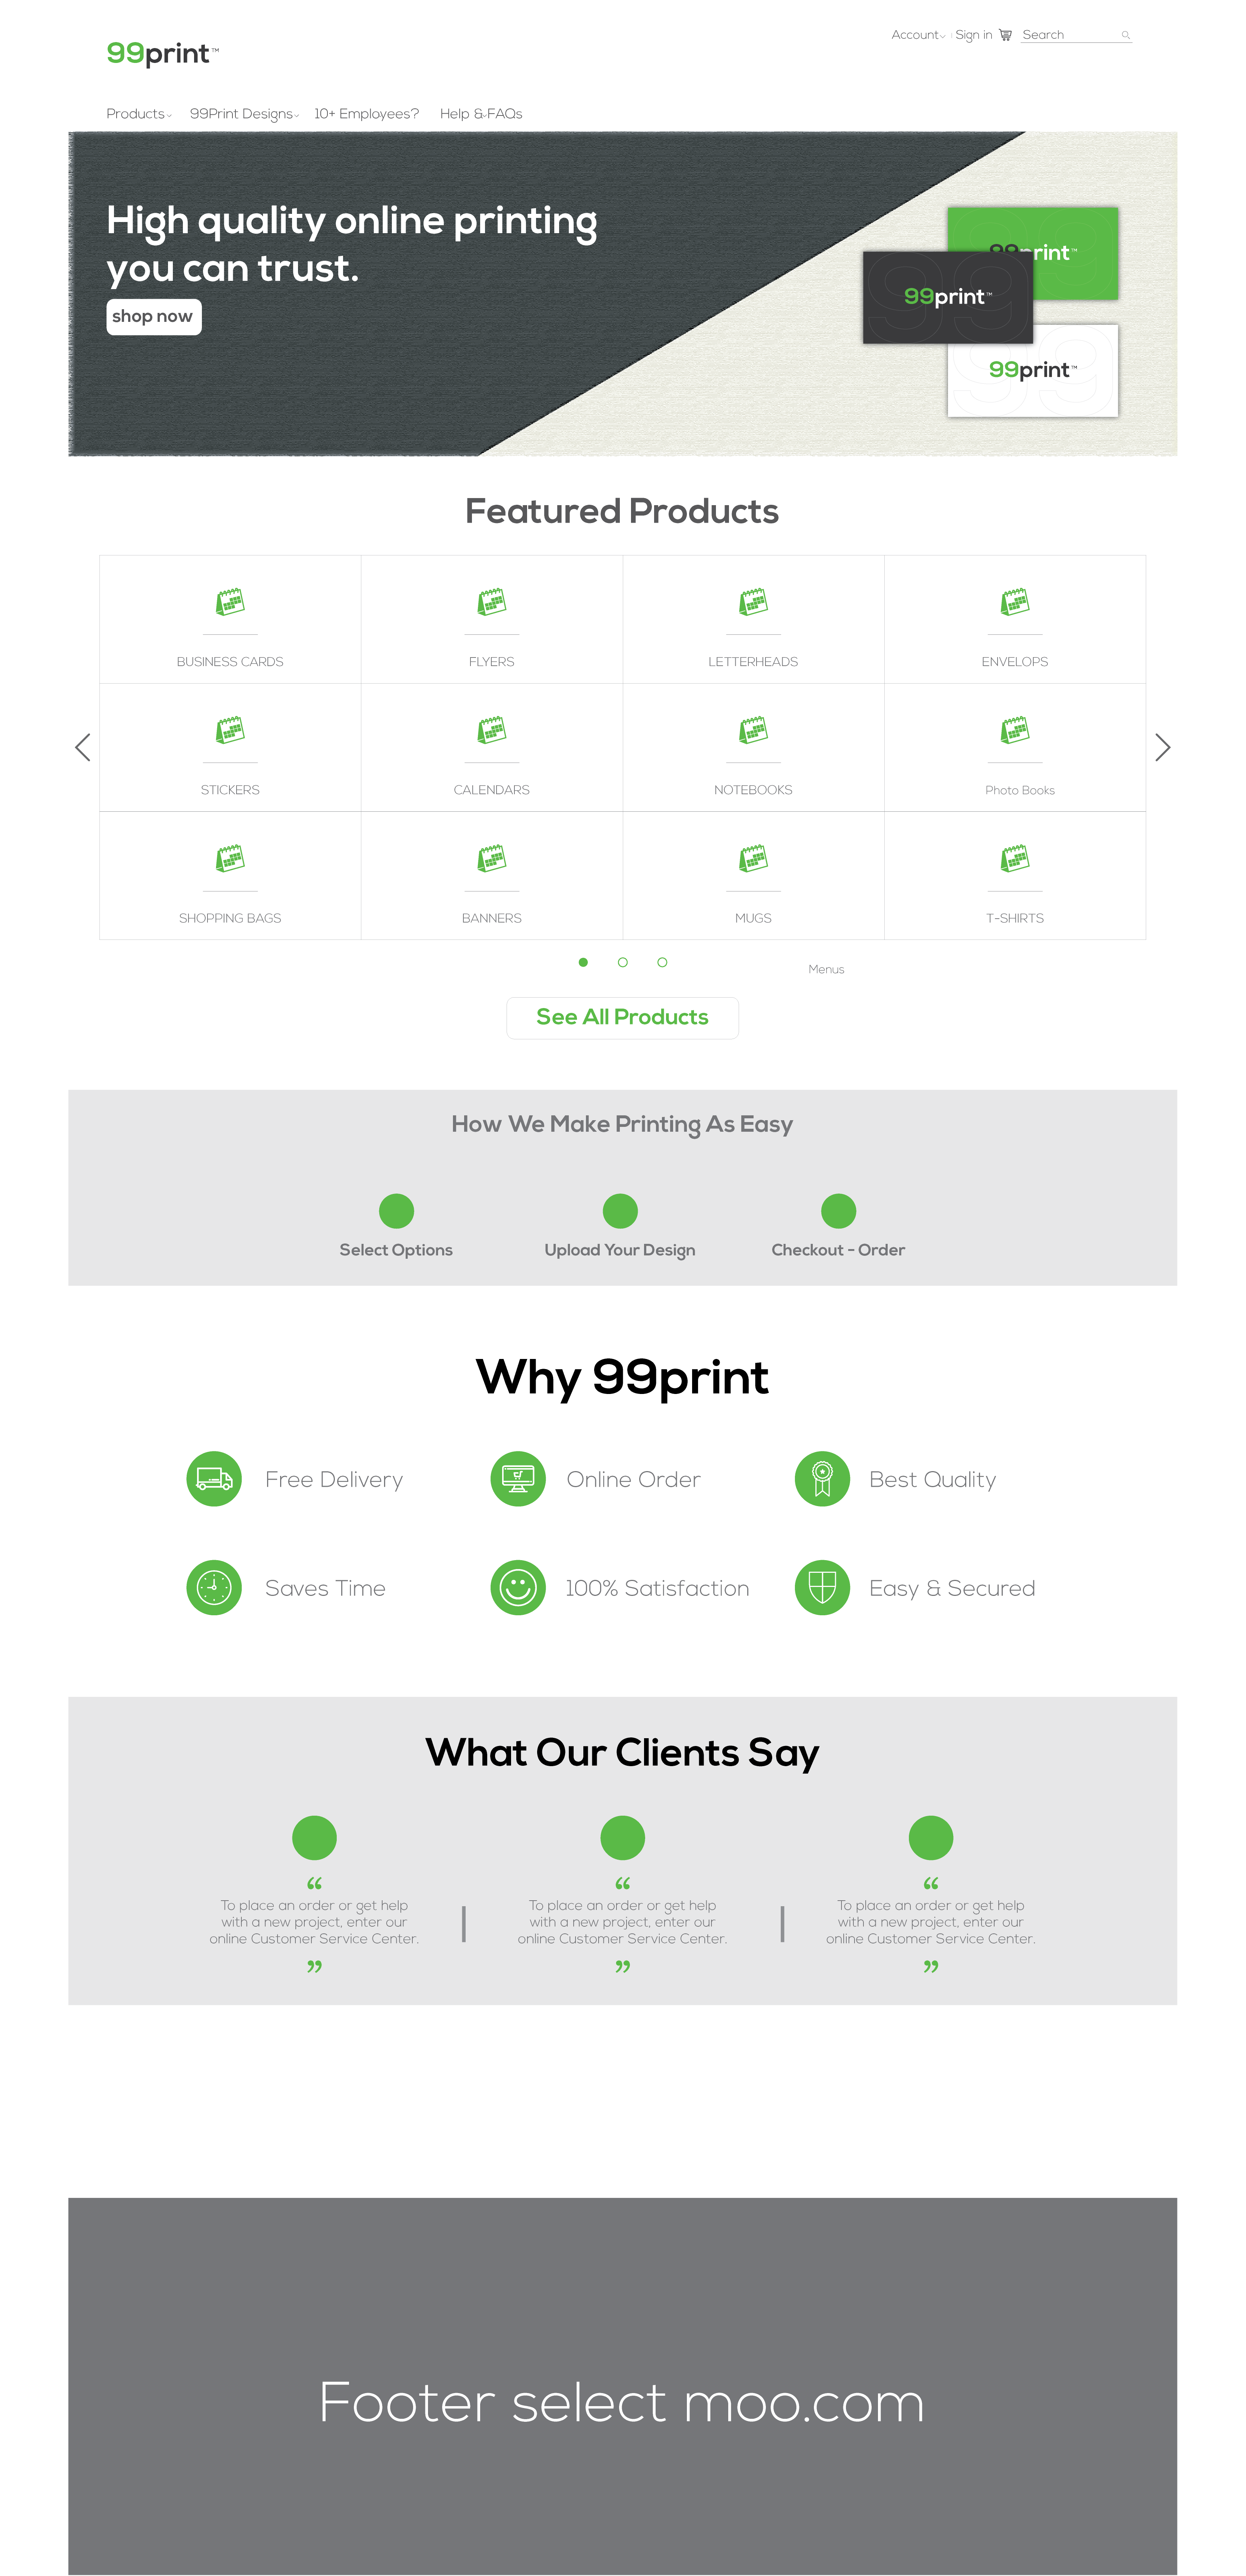 Account Sign in Search
99print™
Products 99Print Designs 10+ Employees? Help & FAQs
High quality online printing
you can trust.
shop now
99print™
99print™
99print™
Featured Products
BUSINESS CARDS FLYERS LETTERHEADS ENVELOPS
STICKERS CALENDARS NOTEBOOKS Photo Books
SHOPPING BAGS BANNERS MUGS T-SHIRTS
Menus
See All Products
How We Make Printing As Easy
Select Options Upload Your Design Checkout - Order
Why 99print
Free Delivery Online Order Best Quality
Saves Time 100% Satisfaction Easy & Secured
What Our Clients Say
“ “ “
To place an order or get help To place an order or get help To place an order or get help
with a new project, enter our with a new project, enter our with a new project, enter our
online Customer Service Center. online Customer Service Center. online Customer Service Center.
” ” ”
Footer select moo.com